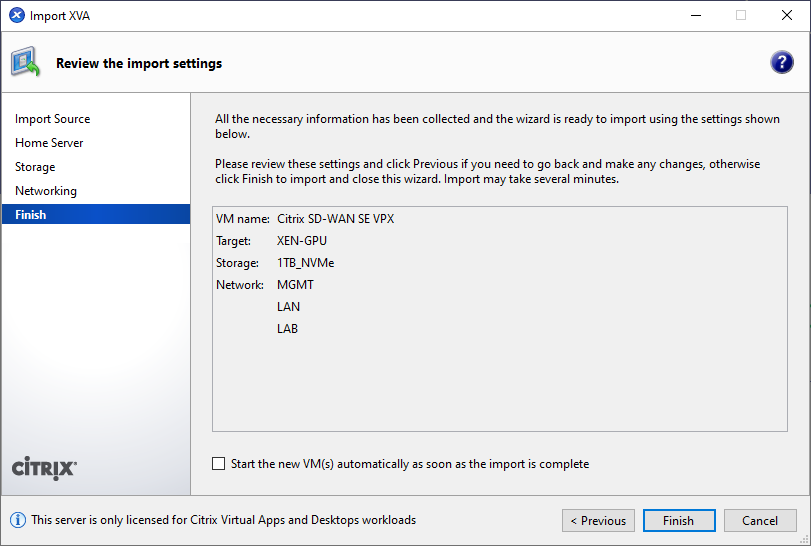 Import XVA
Review the import settings
?
Import Source
Home Server
Storage
Networking
Finish
All the necessary information has been collected and the wizard is ready to import using the settings shown
below.
Please review these settings and click Previous if you need to go back and make any changes, otherwise
click Finish to import and close this wizard. Import may take several minutes.
VM name: Citrix SD-WAN SE VPX
Target: XEN-GPU
Storage: 1TB_NVMe
Network: MGMT
LAN
LAB
Start the new VM(s) automatically as soon as the import is complete
CITRIX
This server is only licensed for Citrix Virtual Apps and Desktops workloads
< Previous
Finish
Cancel